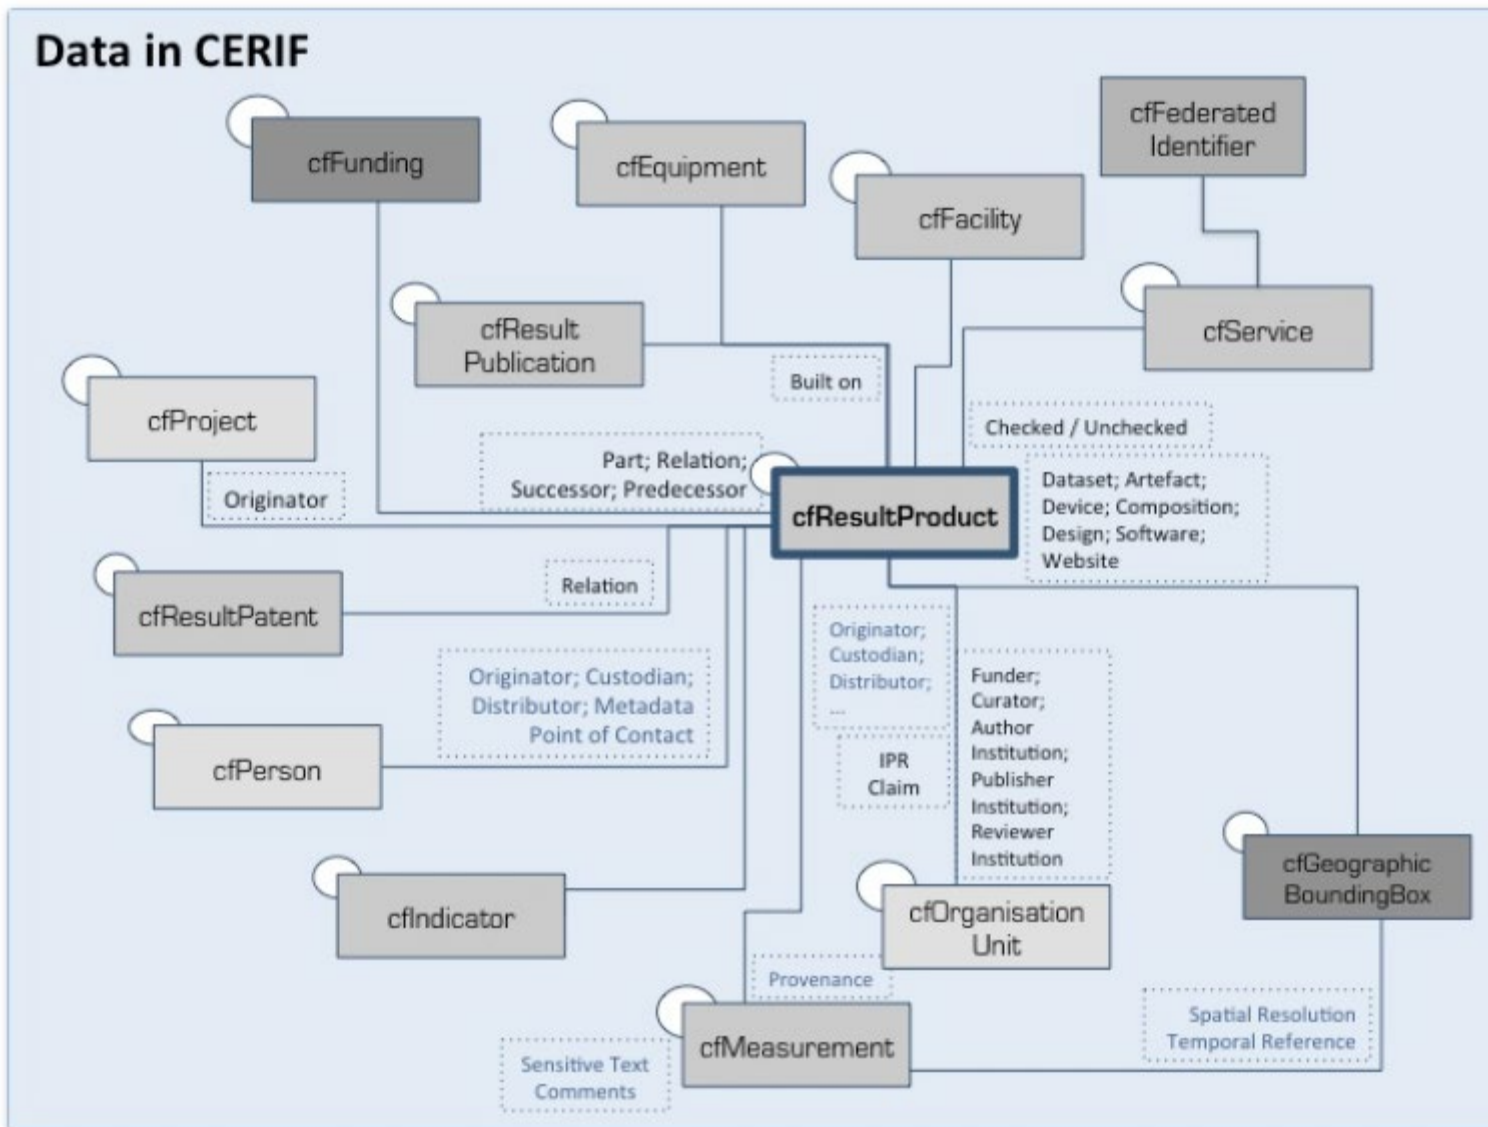 Data in CERIF
cfFunding
cfEquipment
cfFederated
Identifier
cfFacility
cfResult
Publication
cfService
Built on
cfProject
Checked / Unchecked
Originator
Part; Relation;
Successor; Predecessor
cfResultProduct
Dataset; Artefact;
Device; Composition;
Design; Software;
Website
cfResultPatent
Relation
Originator; Custodian;
Distributor; Metadata
Point of Contact
Originator;
Custodian;
Distributor;
...
IPR
Claim
Funder;
Curator;
Author
Institution;
Publisher
Institution;
Reviewer
Institution
cfPerson
cfIndicator
cfOrganisation
Unit
cfGeographic
BoundingBox
Provenance
cfMeasurement
Sensitive Text
Comments
Spatial Resolution
Temporal Reference